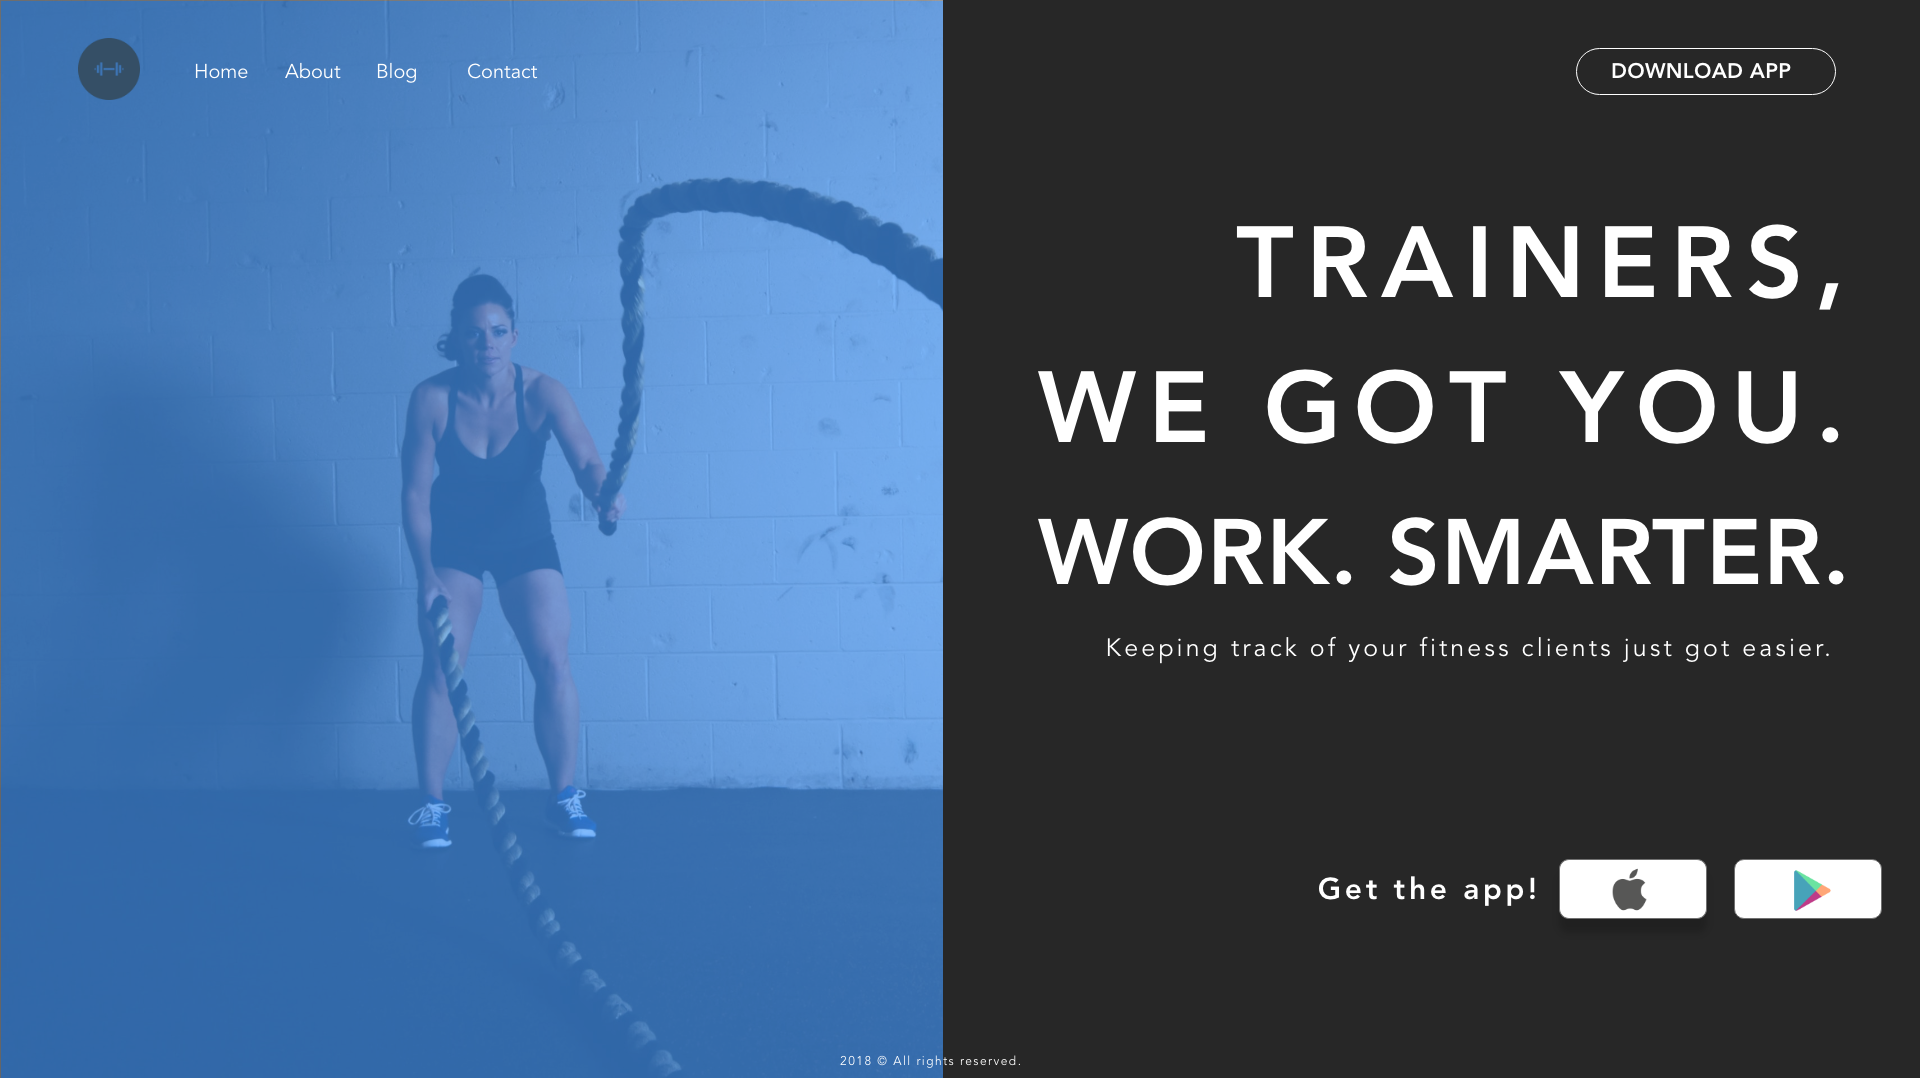 Home About Blog Contact DOWNLOAD APP
TRAINERS,
WE GOT YOU.
WORK. SMARTER.
Keeping track of your fitness clients just got easier.
Get the app!
2018 © All rights reserved.